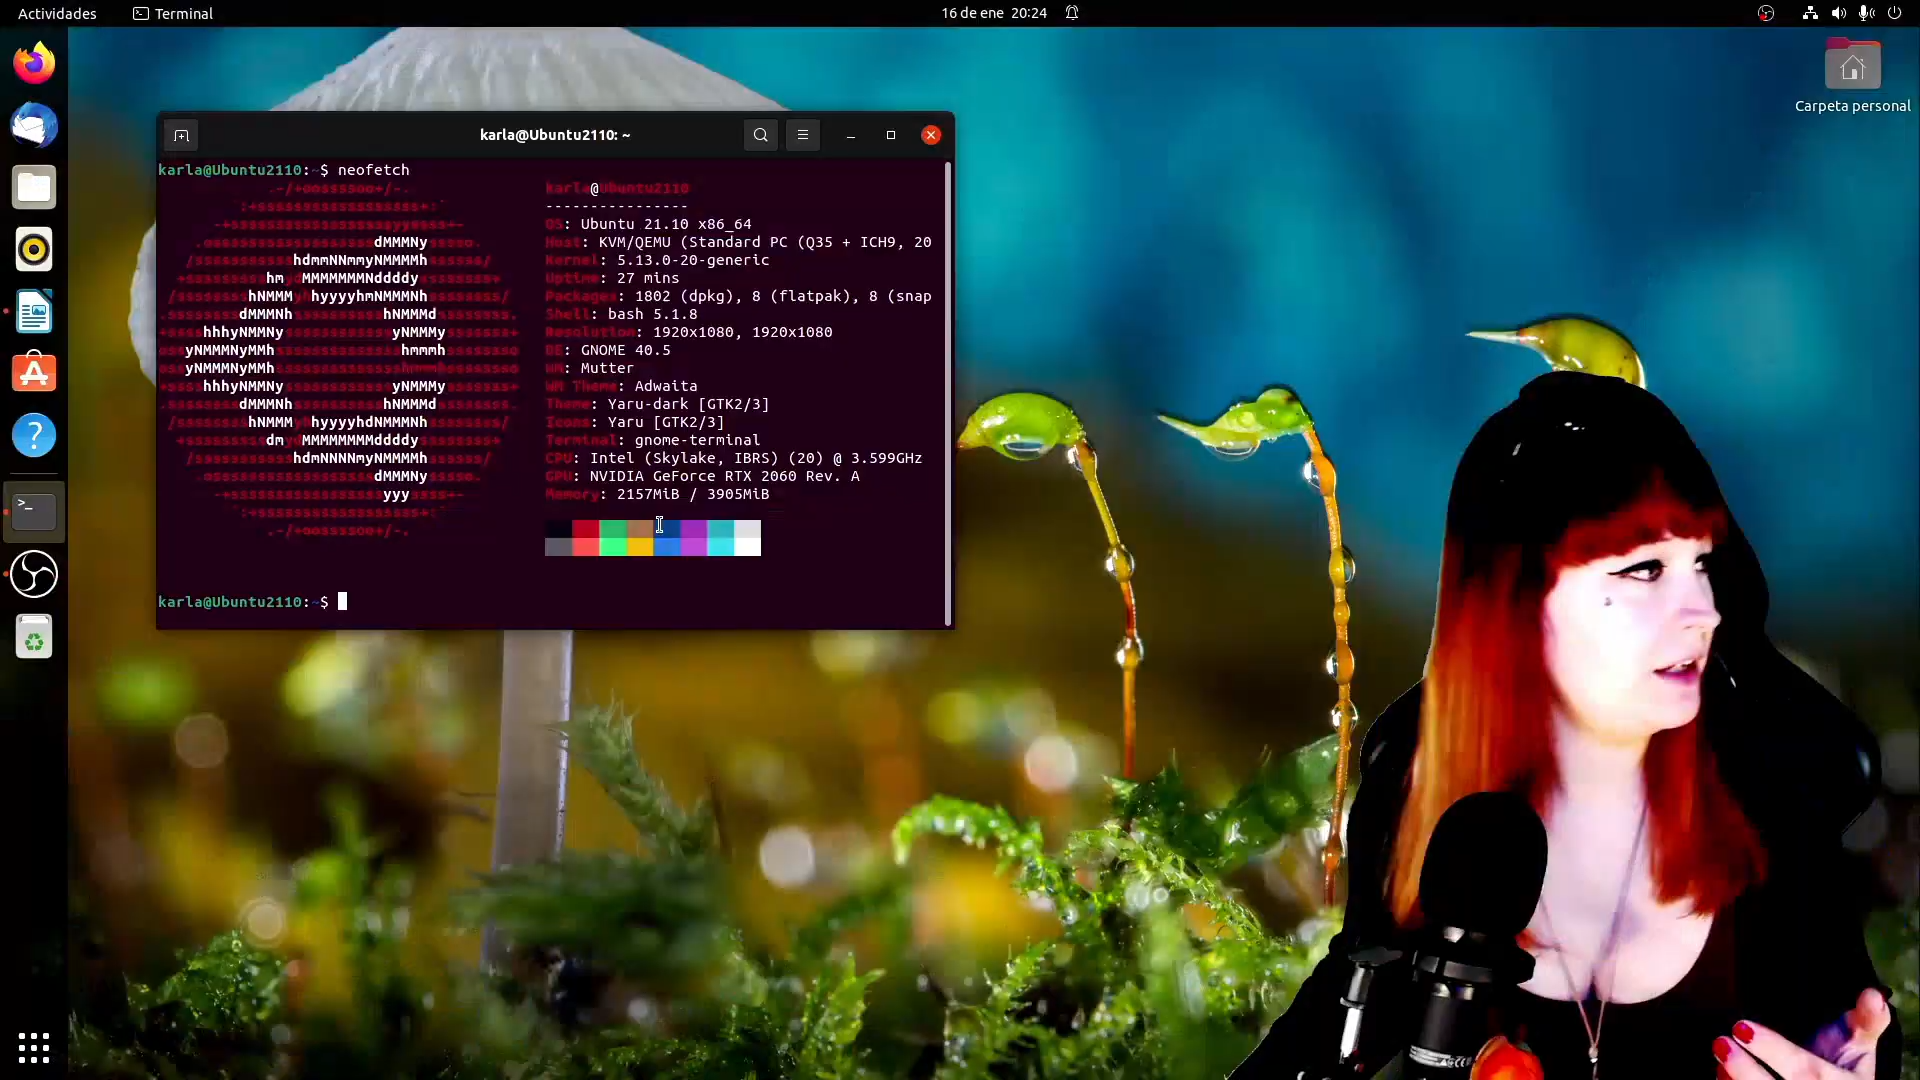 Actividades
Terminal
16 de ene 20:24
Carpeta personal
karla@Ubuntu2110: ~
karla@Ubuntu2110:~$ neofetch
karla@Ubuntu2110
----------------
OS: Ubuntu 21.10 x86_64
Host: KVM/QEMU (Standard PC (Q35 + ICH9, 20
Kernel: 5.13.0-20-generic
Uptime: 27 mins
Packages: 1802 (dpkg), 8 (flatpak), 8 (snap
Shell: bash 5.1.8
Resolution: 1920x1080, 1920x1080
DE: GNOME 40.5
WM: Mutter
WM Theme: Adwaita
Theme: Yaru-dark [GTK2/3]
Icons: Yaru [GTK2/3]
Terminal: gnome-terminal
CPU: Intel (Skylake, IBRS) (20) @ 3.599GHz
GPU: NVIDIA GeForce RTX 2060 Rev. A
Memory: 2157MiB / 3905MiB
karla@Ubuntu2110:~$